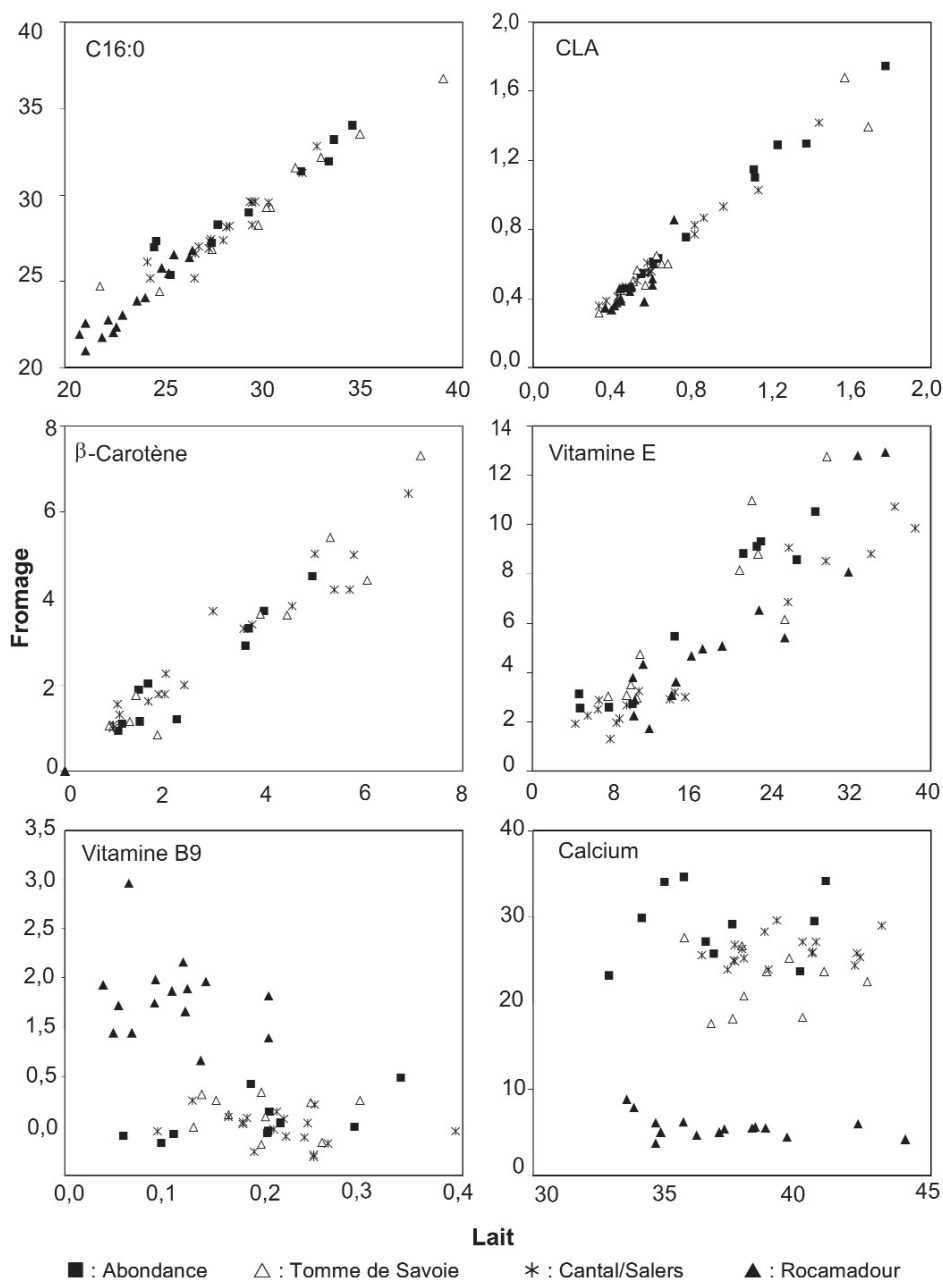 C16:0
40
35
30
25
20
20 25 30 35 40
CLA
2,0
1,6
1,2
0,8
0,4
0,0
0,0 0,4 0,8 1,2 1,6 2,0
β-Carotène
8
6
4
2
0
0 2 4 6 8
Vitamine E
14
12
10
8
6
4
2
0
0 8 16 24 32 40
Fromage
Vitamine B9
3,5
3,0
2,5
2,0
1,5
0,5
0,0
0,0 0,1 0,2 0,3 0,4
Calcium
40
30
20
10
0
30 35 40 45
Lait
■ : Abondance △ : Tomme de Savoie ✳ : Cantal/Salers ▲ : Rocamadour